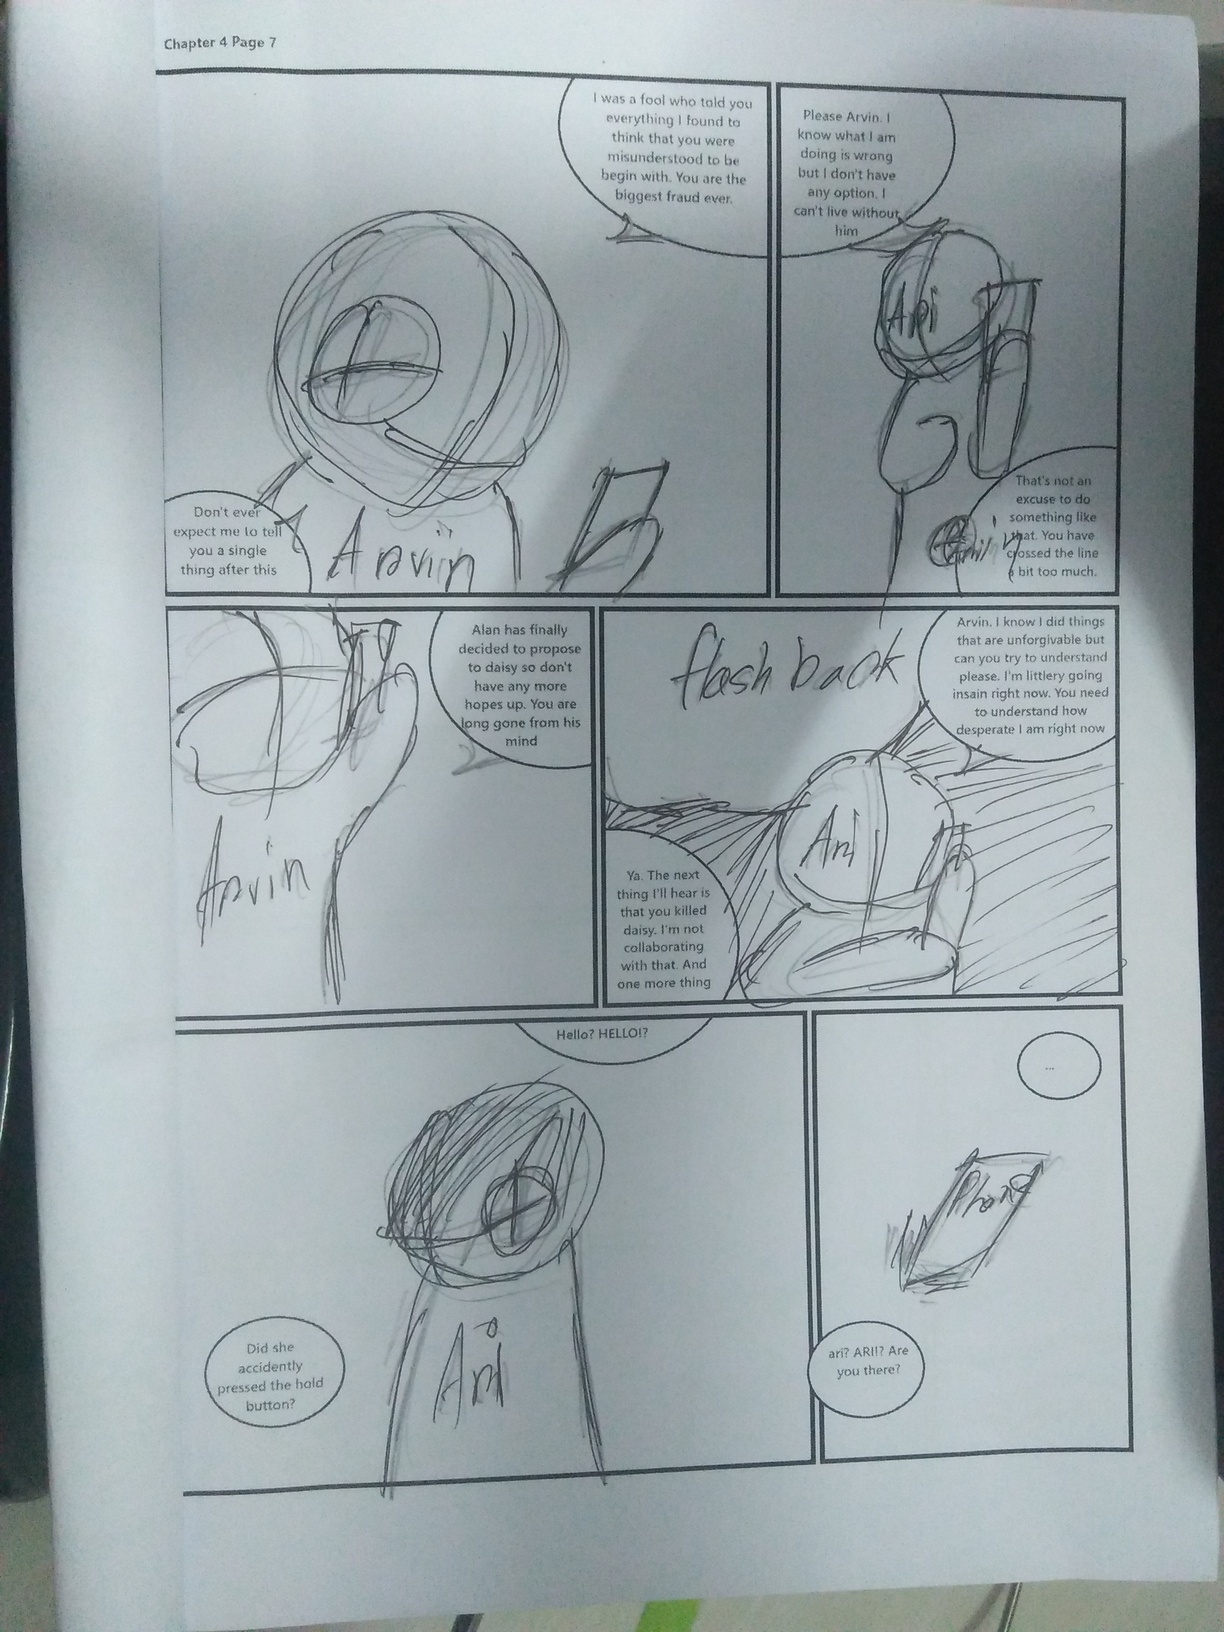 Chapter 4 Page 7
I was a fool who told you
everything I found to
think that you were
misunderstood to be
begin with. You are the
biggest fraud ever.
Don't ever
expect me to tell
you a single
thing after this
Arvin
Please Arvin. I
know what I am
doing is wrong
but I don't have
any option. I
can't live without
him
Ari
That's not an
excuse to do
something like
that. You have
crossed the line
a bit too much.
Alan has finally
decided to propose
to daisy so don't
have any more
hopes up. You are
long gone from his
mind
Arvin
flash back
Arvin. I know I did things
that are unforgivable but
can you try to understand
please. I'm littlery going
insain right now. You need
to understand how
desperate I am right now
Ari
Ya. The next
thing I'll hear is
that you killed
daisy. I'm not
collaborating
with that. And
one more thing
Hello? HELLO!?
Ari
Did she
accidently
pressed the hold
button?
...
Phone
ari? ARI!? Are
you there?